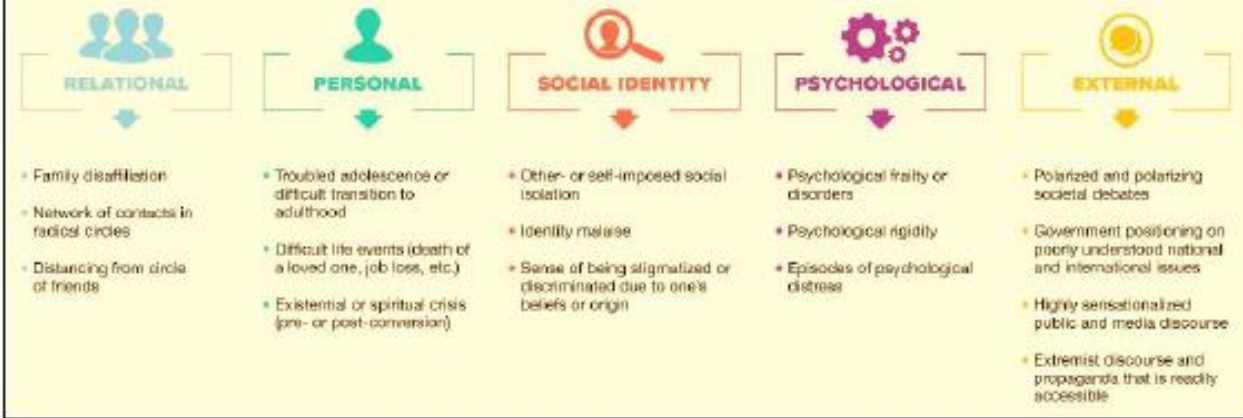 RELATIONAL
• Family disaffiliation
• Network of contacts in
radical circles
• Distancing from circle
of friends
PERSONAL
• Troubled adolescence or
difficult transition to
adulthood
• Difficult life events (death of
a loved one, job loss, etc.)
• Existential or spiritual crisis
(pre- or post-conversion)
SOCIAL IDENTITY
• Other- or self-imposed social
isolation
• Identity malaise
• Sense of being stigmatized or
discriminated due to one's
beliefs or origin
PSYCHOLOGICAL
• Psychological frailty or
disorders
• Psychological rigidity
• Episodes of psychological
distress
EXTERNAL
• Polarized and polarizing
societal debates
• Government positioning on
poorly understood national
and international issues
• Highly sensationalized
public and media discourse
• Extremist discourse and
propaganda that is readily
accessible